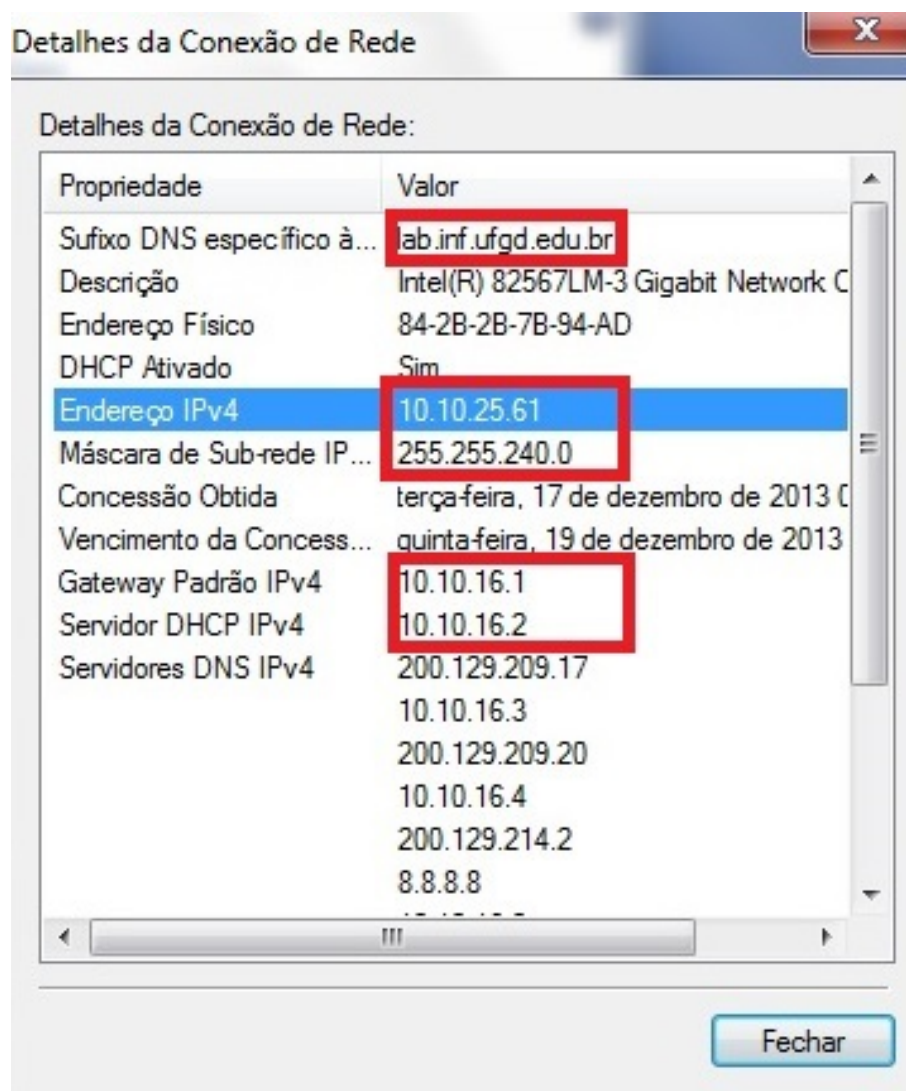 Detalhes da Conexão de Rede
Detalhes da Conexão de Rede:
Propriedade Valor
Sufixo DNS específico à... lab.inf.ufgd.edu.br
Descrição Intel(R) 82567LM-3 Gigabit Network C
Endereço Físico 84-2B-2B-7B-94-AD
DHCP Ativado Sim
Endereço IPv4 10.10.25.61
Máscara de Sub-rede IP... 255.255.240.0
Concessão Obtida terça-feira, 17 de dezembro de 2013 0
Vencimento da Concess... quinta-feira, 19 de dezembro de 2013
Gateway Padrão IPv4 10.10.16.1
Servidor DHCP IPv4 10.10.16.2
Servidores DNS IPv4 200.129.209.17
10.10.16.3
200.129.209.20
10.10.16.4
200.129.214.2
8.8.8.8
Fechar